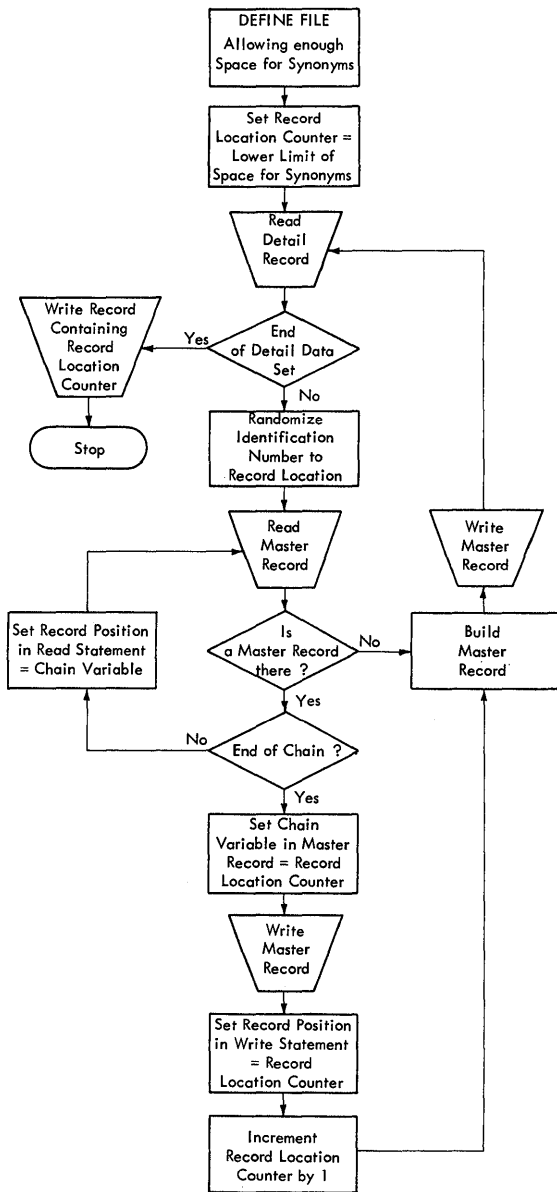 DEFINE FILE
Allowing enough
Space for Synonyms
Set Record
Location Counter =
Lower Limit of
Space for Synonyms
Read
Detail
Record
End
of Detail Data
Set
Yes
Write Record
Containing
Record
Location
Counter
Stop
No
Randomize
Identification
Number to
Record Location
Read
Master
Record
Is
a Master Record
there ?
No
Build
Master
Record
Write
Master
Record
Yes
End of Chain ?
No
Set Record Position
in Read Statement
= Chain Variable
Yes
Set Chain
Variable in Master
Record = Record
Location Counter
Write
Master
Record
Set Record Position
in Write Statement
= Record
Location Counter
Increment
Record Location
Counter by 1